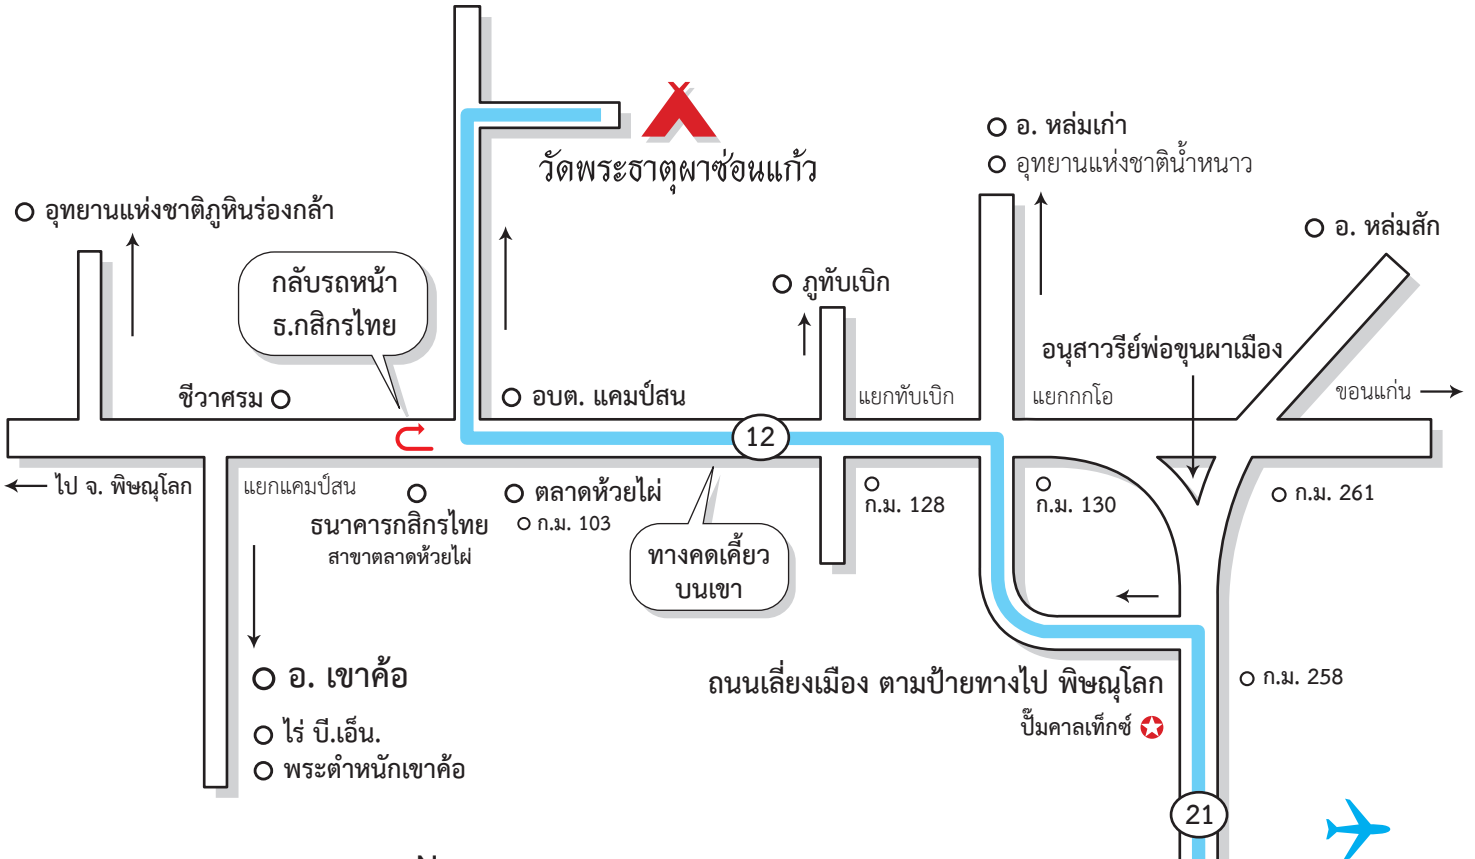 อ. หล่มเก่า
อุทยานแห่งชาติน้ำหนาว
วัดพระธาตุผาซ่อนแก้ว
อุทยานแห่งชาติภูหินร่องกล้า
อ. หล่มสัก
กลับรถหน้า
ธ.กสิกรไทย
ภูทับเบิก
อนุสาวรีย์พ่อขุนผาเมือง
ชีวาศรม
อบต. แคมป์สน
แยกทับเบิก
แยกกกโอ
ขอนแก่น
12
ไป จ. พิษณุโลก
แยกแคมป์สน
ธนาคารกสิกรไทย
สาขาตลาดห้วยไผ่
ตลาดห้วยไผ่
ก.ม. 103
ก.ม. 128
ก.ม. 130
ก.ม. 261
ทางคดเคี้ยว
บนเขา
อ. เขาค้อ
ไร่ บี.เอ็น.
พระตำหนักเขาค้อ
ถนนเลี่ยงเมือง ตามป้ายทางไป พิษณุโลก
ก.ม. 258
ปั๊มคาลเท็กซ์
21